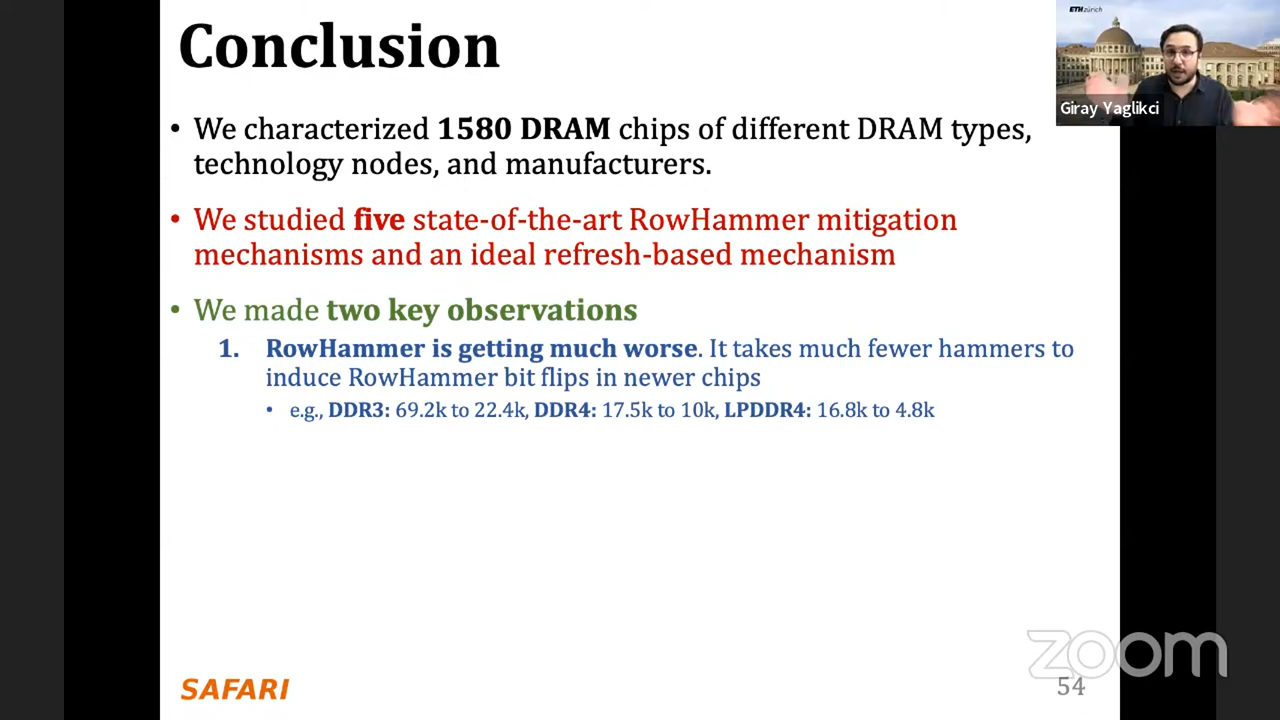 Conclusion
ETH zürich
Giray Yaglikci
• We characterized 1580 DRAM chips of different DRAM types,
technology nodes, and manufacturers.
• We studied five state-of-the-art RowHammer mitigation
mechanisms and an ideal refresh-based mechanism
• We made two key observations
1. RowHammer is getting much worse. It takes much fewer hammers to
induce RowHammer bit flips in newer chips
• e.g., DDR3: 69.2k to 22.4k, DDR4: 17.5k to 10k, LPDDR4: 16.8k to 4.8k
zoom
SAFARI
54